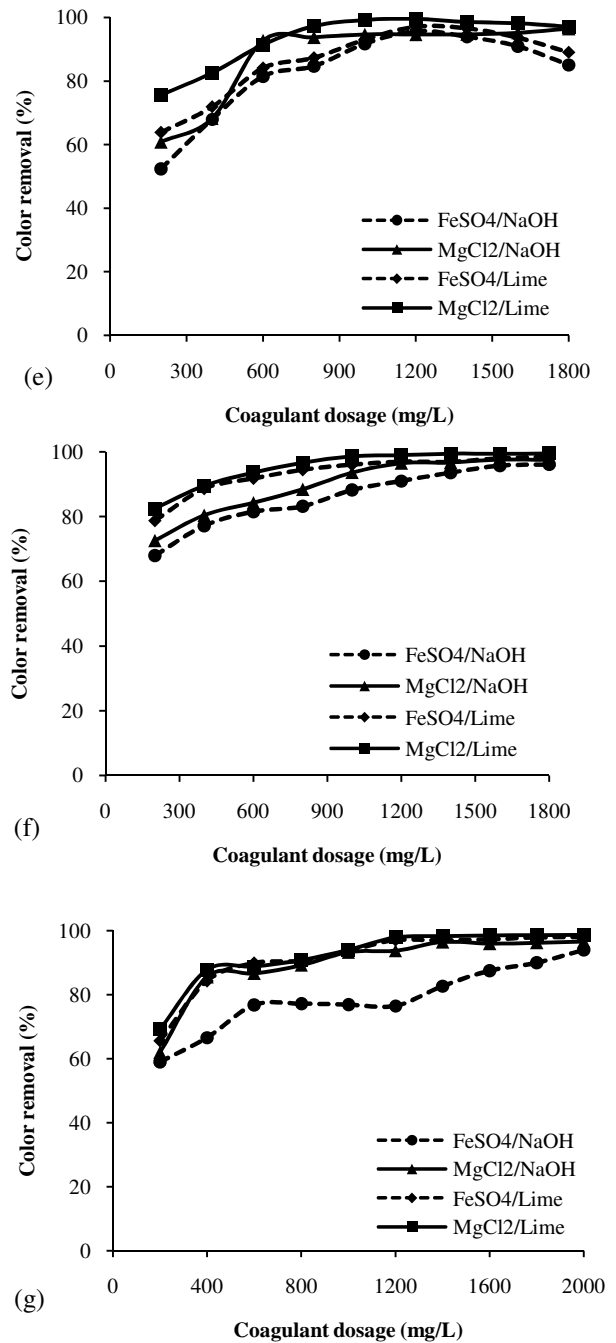 100
80
60
40
20
0
Color removal (%)
FeSO4/NaOH
MgCl2/NaOH
FeSO4/Lime
MgCl2/Lime
0 300 600 900 1200 1500 1800
(e)
Coagulant dosage (mg/L)
100
80
60
40
20
0
Color removal (%)
FeSO4/NaOH
MgCl2/NaOH
FeSO4/Lime
MgCl2/Lime
0 300 600 900 1200 1500 1800
(f)
Coagulant dosage (mg/L)
100
80
60
40
20
0
Color removal (%)
FeSO4/NaOH
MgCl2/NaOH
FeSO4/Lime
MgCl2/Lime
0 400 800 1200 1600 2000
(g)
Coagulant dosage (mg/L)